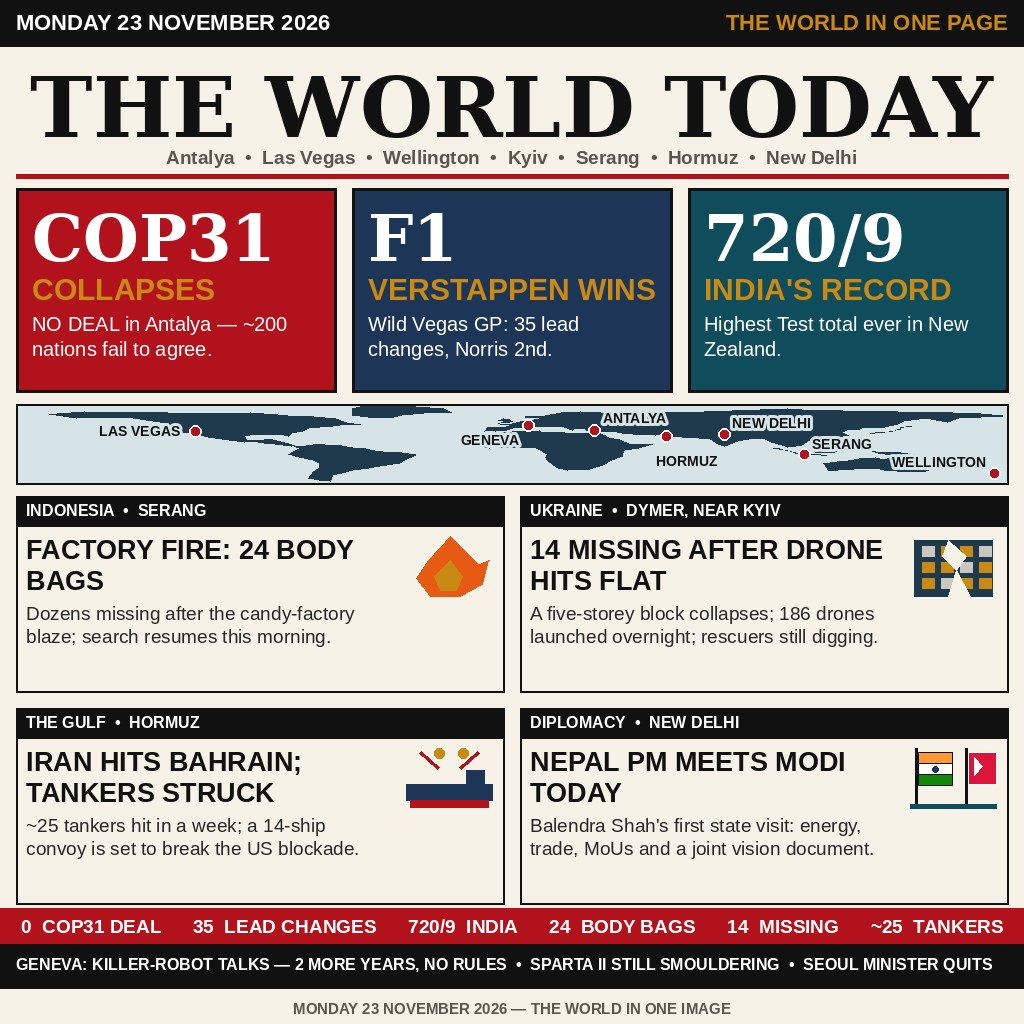 MONDAY 23 NOVEMBER 2026
THE WORLD IN ONE PAGE
THE WORLD TODAY
Antalya • Las Vegas • Wellington • Kyiv • Serang • Hormuz • New Delhi
COP31
COLLAPSES
NO DEAL in Antalya — ~200
nations fail to agree.
F1
VERSTAPPEN WINS
Wild Vegas GP: 35 lead
changes, Norris 2nd.
720/9
INDIA'S RECORD
Highest Test total ever in New
Zealand.
LAS VEGAS
GENEVA
ANTALYA
HORMUZ
NEW DELHI
SERANG
WELLINGTON
INDONESIA • SERANG
FACTORY FIRE: 24 BODY
BAGS
Dozens missing after the candy-factory
blaze; search resumes this morning.
UKRAINE • DYMER, NEAR KYIV
14 MISSING AFTER DRONE
HITS FLAT
A five-storey block collapses; 186 drones
launched overnight; rescuers still digging.
THE GULF • HORMUZ
IRAN HITS BAHRAIN;
TANKERS STRUCK
~25 tankers hit in a week; a 14-ship
convoy is set to break the US blockade.
DIPLOMACY • NEW DELHI
NEPAL PM MEETS MODI
TODAY
Balendra Shah's first state visit: energy,
trade, MoUs and a joint vision document.
0 COP31 DEAL 35 LEAD CHANGES 720/9 INDIA 24 BODY BAGS 14 MISSING ~25 TANKERS
GENEVA: KILLER-ROBOT TALKS — 2 MORE YEARS, NO RULES • SPARTA II STILL SMOULDERING • SEOUL MINISTER QUITS
MONDAY 23 NOVEMBER 2026 — THE WORLD IN ONE IMAGE